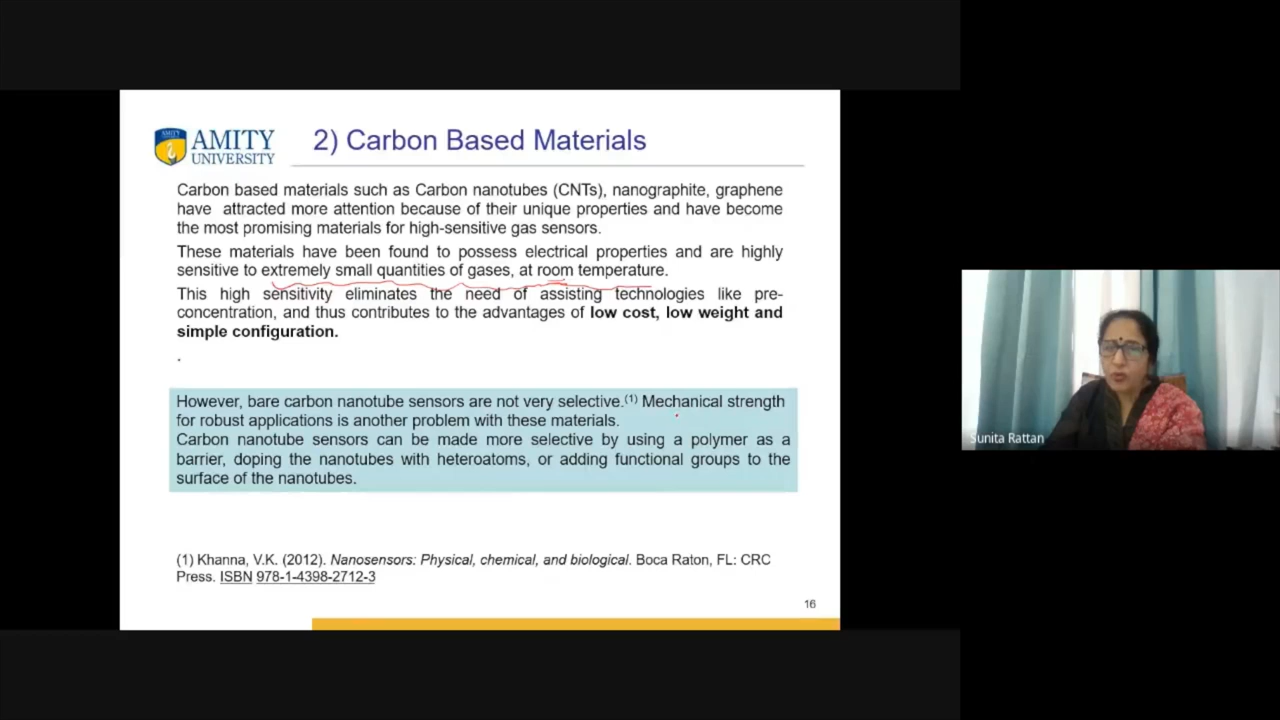 AMITY
AMITY
UNIVERSITY
2) Carbon Based Materials
Carbon based materials such as Carbon nanotubes (CNTs), nanographite, graphene
have attracted more attention because of their unique properties and have become
the most promising materials for high-sensitive gas sensors.
These materials have been found to possess electrical properties and are highly
sensitive to extremely small quantities of gases, at room temperature.
This high sensitivity eliminates the need of assisting technologies like pre-
concentration, and thus contributes to the advantages of low cost, low weight and
simple configuration.
.
However, bare carbon nanotube sensors are not very selective.(1) Mechanical strength
for robust applications is another problem with these materials.
Carbon nanotube sensors can be made more selective by using a polymer as a
barrier, doping the nanotubes with heteroatoms, or adding functional groups to the
surface of the nanotubes.
(1) Khanna, V.K. (2012). Nanosensors: Physical, chemical, and biological. Boca Raton, FL: CRC
Press. ISBN 978-1-4398-2712-3
16
Sunita Rattan